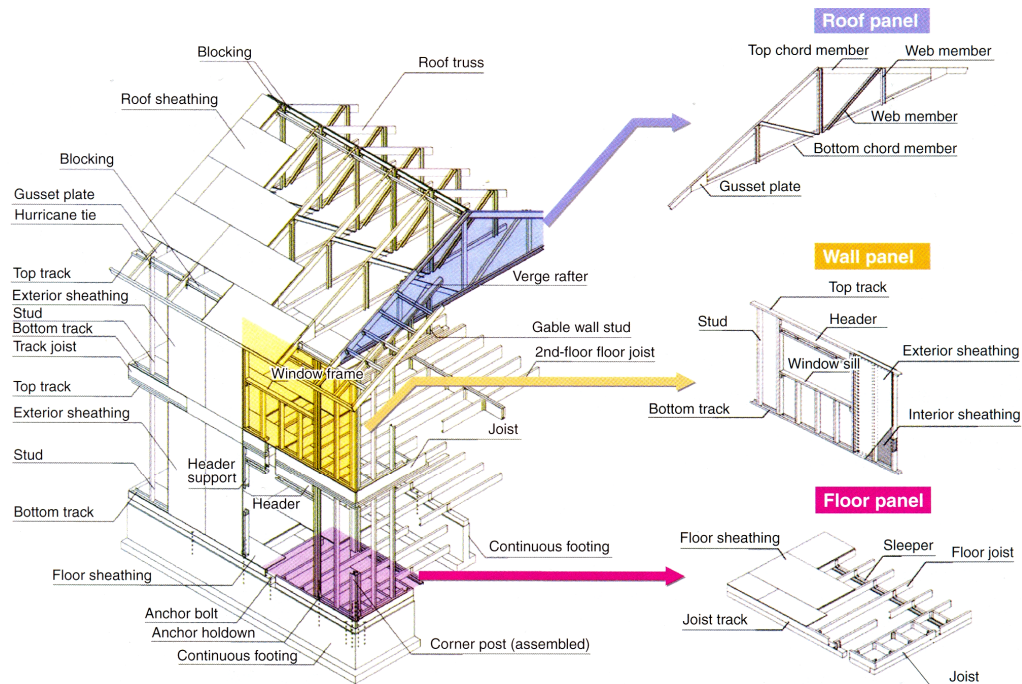 Roof panel
Blocking
Roof truss
Top chord member
Web member
Roof sheathing
Web member
Bottom chord member
Gusset plate
Blocking
Gusset plate
Hurricane tie
Top track
Exterior sheathing
Stud
Bottom track
Track joist
Top track
Exterior sheathing
Stud
Bottom track
Verge rafter
Gable wall stud
2nd-floor floor joist
Window frame
Joist
Header
support
Header
Wall panel
Top track
Stud
Header
Exterior sheathing
Window sill
Bottom track
Interior sheathing
Continuous footing
Floor sheathing
Anchor bolt
Anchor holdown
Continuous footing
Corner post (assembled)
Floor panel
Floor sheathing
Sleeper
Floor joist
Joist track
Joist